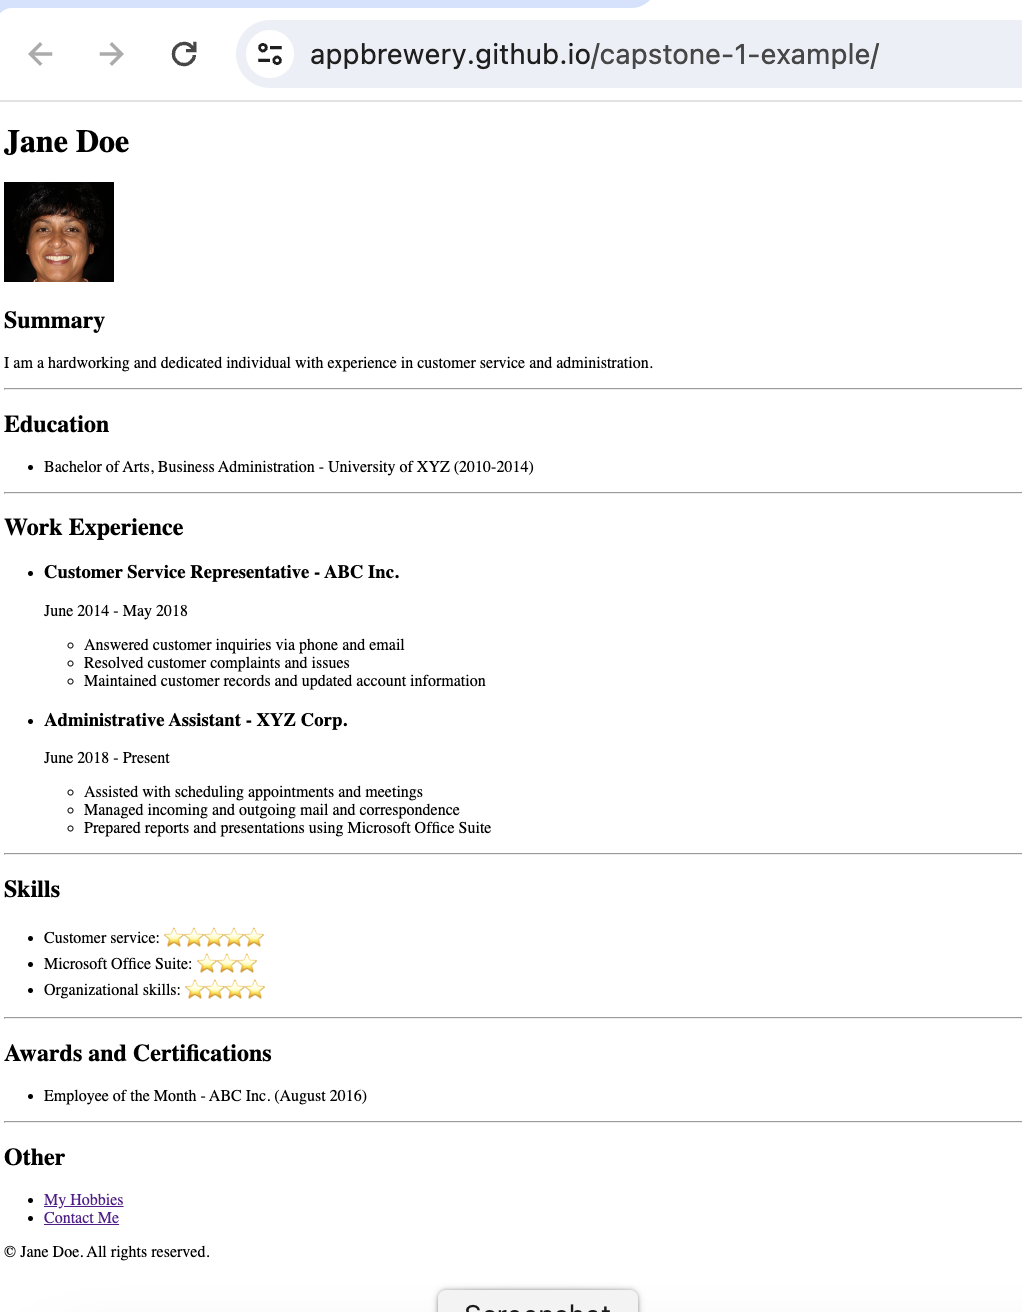 appbrewery.github.io/capstone-1-example/
Jane Doe
Summary
I am a hardworking and dedicated individual with experience in customer service and administration.
Education
• Bachelor of Arts, Business Administration - University of XYZ (2010-2014)
Work Experience
• Customer Service Representative - ABC Inc.
June 2014 - May 2018
◦ Answered customer inquiries via phone and email
◦ Resolved customer complaints and issues
◦ Maintained customer records and updated account information
• Administrative Assistant - XYZ Corp.
June 2018 - Present
◦ Assisted with scheduling appointments and meetings
◦ Managed incoming and outgoing mail and correspondence
◦ Prepared reports and presentations using Microsoft Office Suite
Skills
• Customer service: ⭐⭐⭐⭐⭐
• Microsoft Office Suite: ⭐⭐⭐
• Organizational skills: ⭐⭐⭐⭐
Awards and Certifications
• Employee of the Month - ABC Inc. (August 2016)
Other
• My Hobbies
• Contact Me
© Jane Doe. All rights reserved.
Screenshot